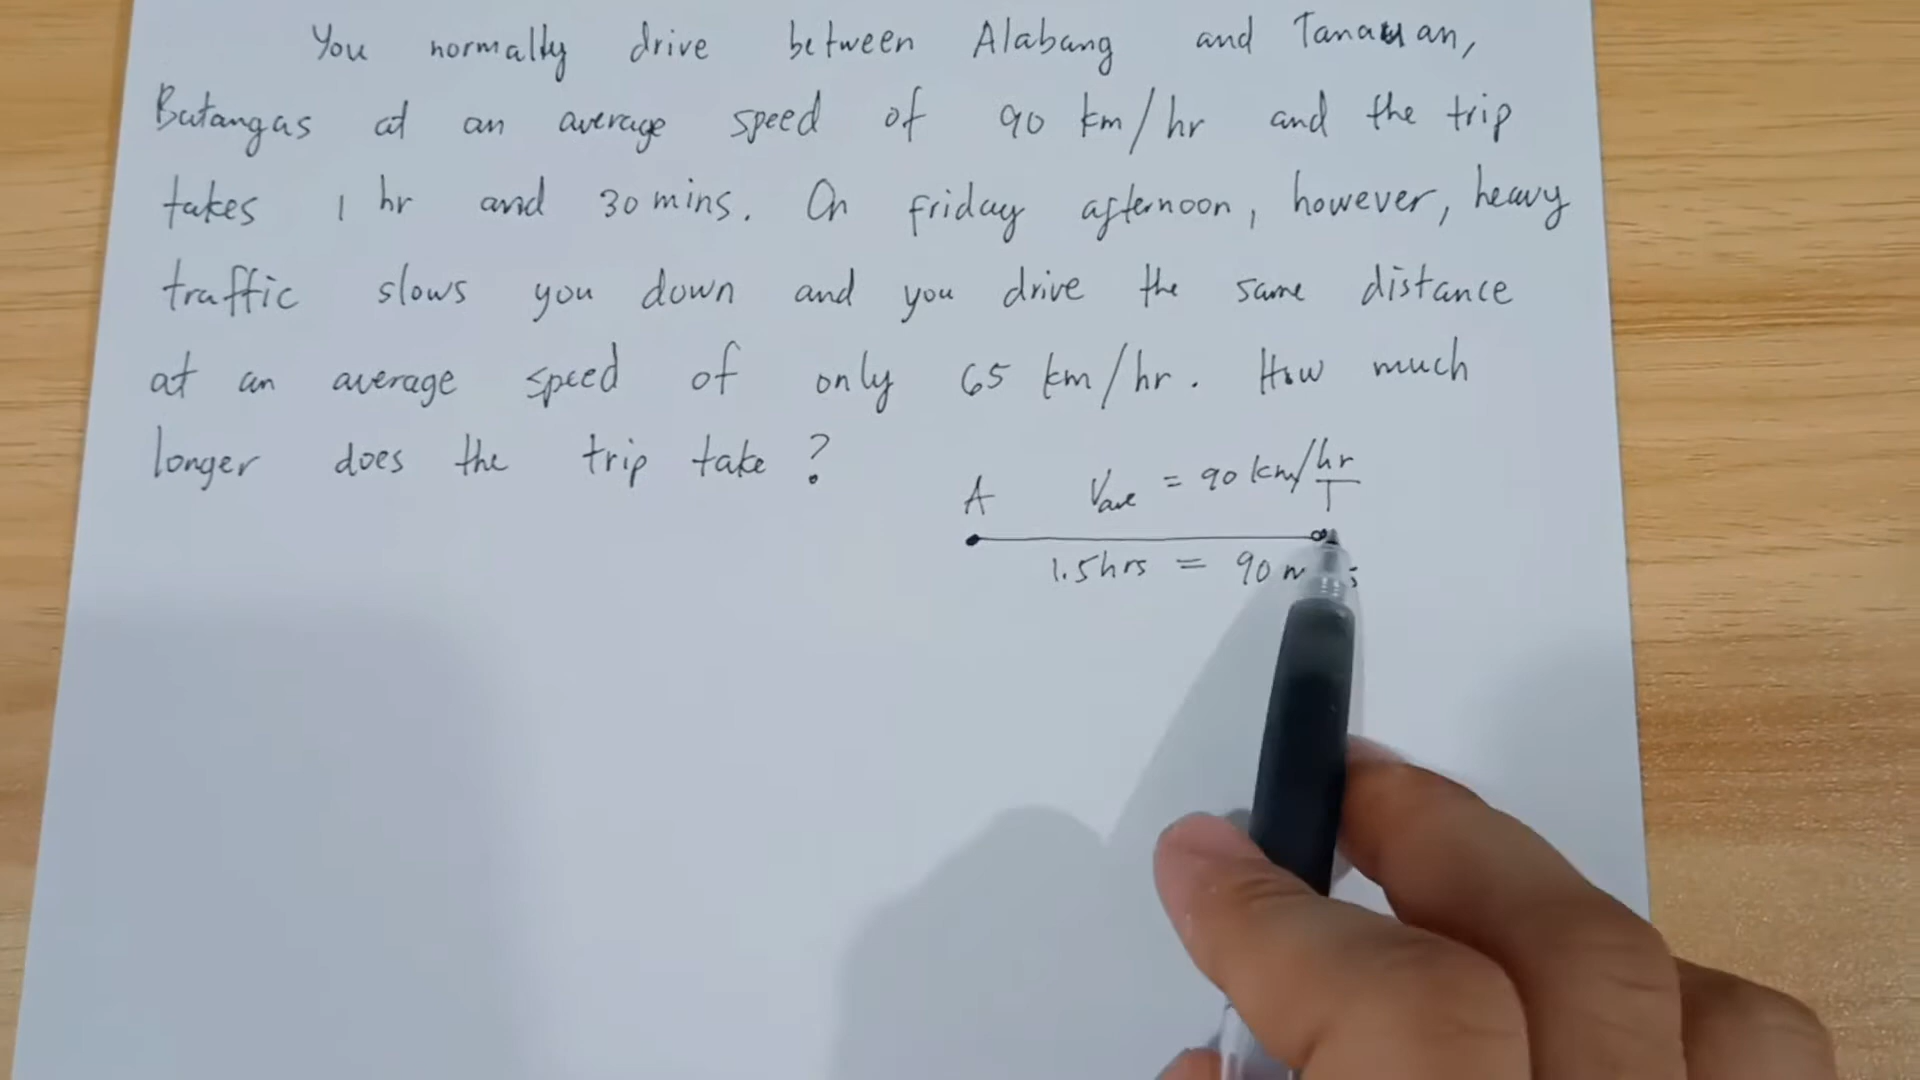 You normally drive between Alabang and Tanauan,
Batangas at an average speed of 90 km/hr and the trip
takes 1 hr and 30 mins. On friday afternoon, however, heavy
traffic slows you down and you drive the same distance
at an average speed of only 65 km/hr. How much
longer does the trip take?
A Vave = 90 km/hr T
1.5 hrs = 90